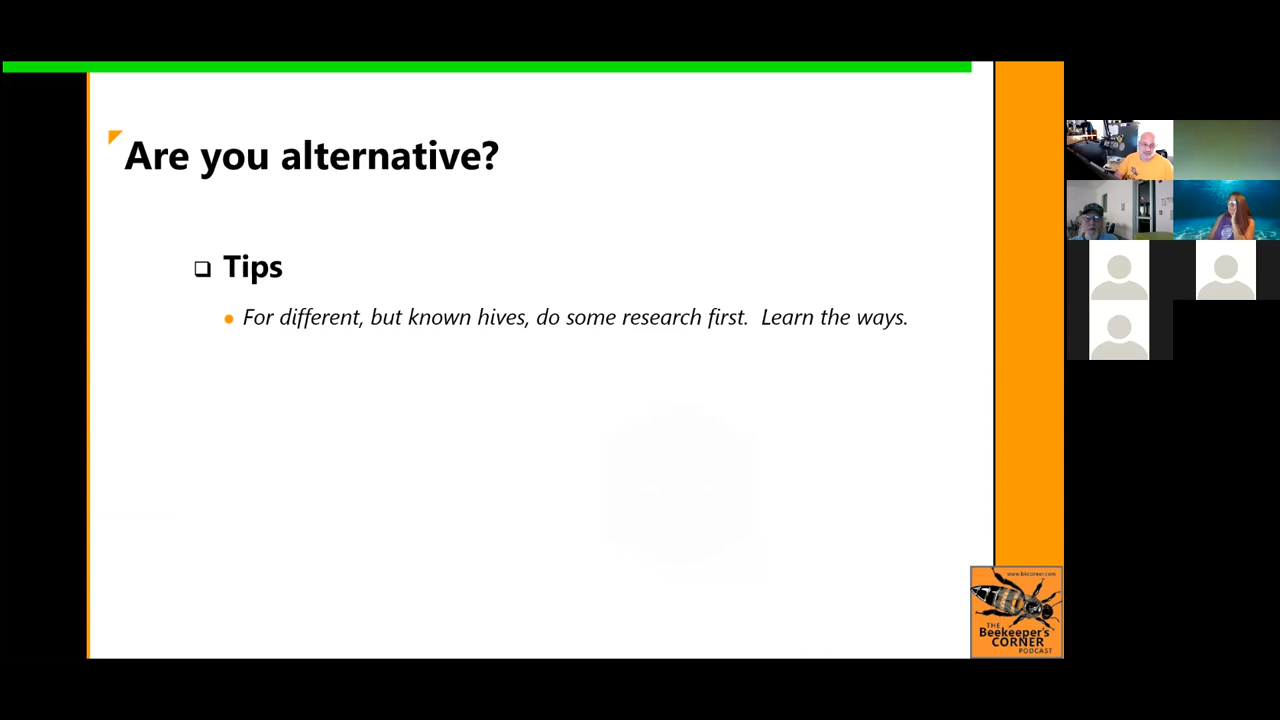 Are you alternative?
Tips
For different, but known hives, do some research first. Learn the ways.
www.bkcorner.com
THE
Beekeeper's
CORNER
PODCAST